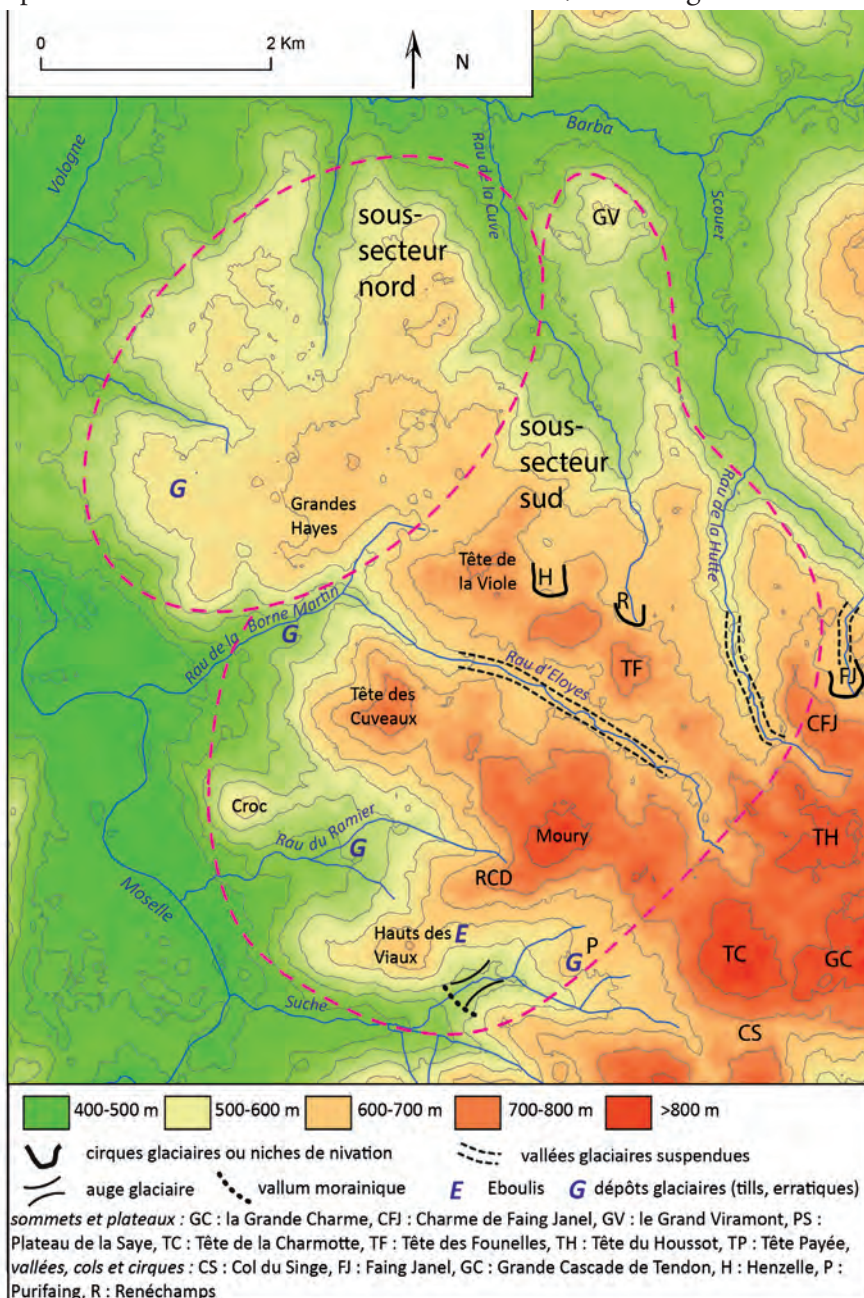 0
2 Km
N
Vologne
Rau de la Cuve
Barba
Scouet
sous-
secteur
nord
GV
sous-
secteur
sud
G
Grandes
Hayes
Rau de la Hutte
Tête de
la Viole
H
R
Rau de la Borne Martin
G
Rau d'Eloyes
TF
FJ
CFJ
Tête des
Cuveaux
Croc
Rau du Ramier
G
Moury
TH
RCD
Moselle
Hauts des
Viaux
E
G
P
TC
GC
Suche
CS
400-500 m
500-600 m
600-700 m
700-800 m
>800 m
cirques glaciaires ou niches de nivation
vallées glaciaires suspendues
auge glaciaire
vallum morainique
E Eboulis
G dépôts glaciaires (tills, erratiques)
sommets et plateaux : GC : la Grande Charme, CFJ : Charme de Faing Janel, GV : le Grand Viramont, PS :
Plateau de la Saye, TC : Tête de la Charmotte, TF : Tête des Founelles, TH : Tête du Houssot, TP : Tête Payée,
vallées, cols et cirques : CS : Col du Singe, FJ : Faing Janel, GC : Grande Cascade de Tendon, H : Henzelle, P :
Purifaing, R : Renéchamps